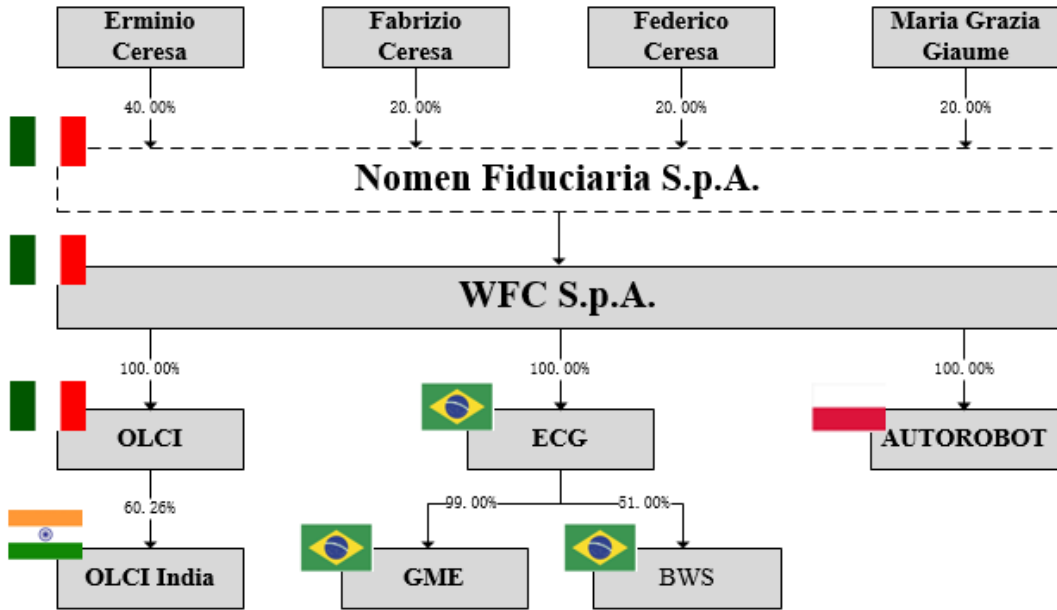 Erminio
Ceresa
Fabrizio
Ceresa
Federico
Ceresa
Maria Grazia
Giaume
40.00%
20.00%
20.00%
20.00%
Nomen Fiduciaria S.p.A.
WFC S.p.A.
100.00%
100.00%
100.00%
OLCI
ECG
AUTOROBOT
60.26%
99.00%
51.00%
OLCI India
GME
BWS